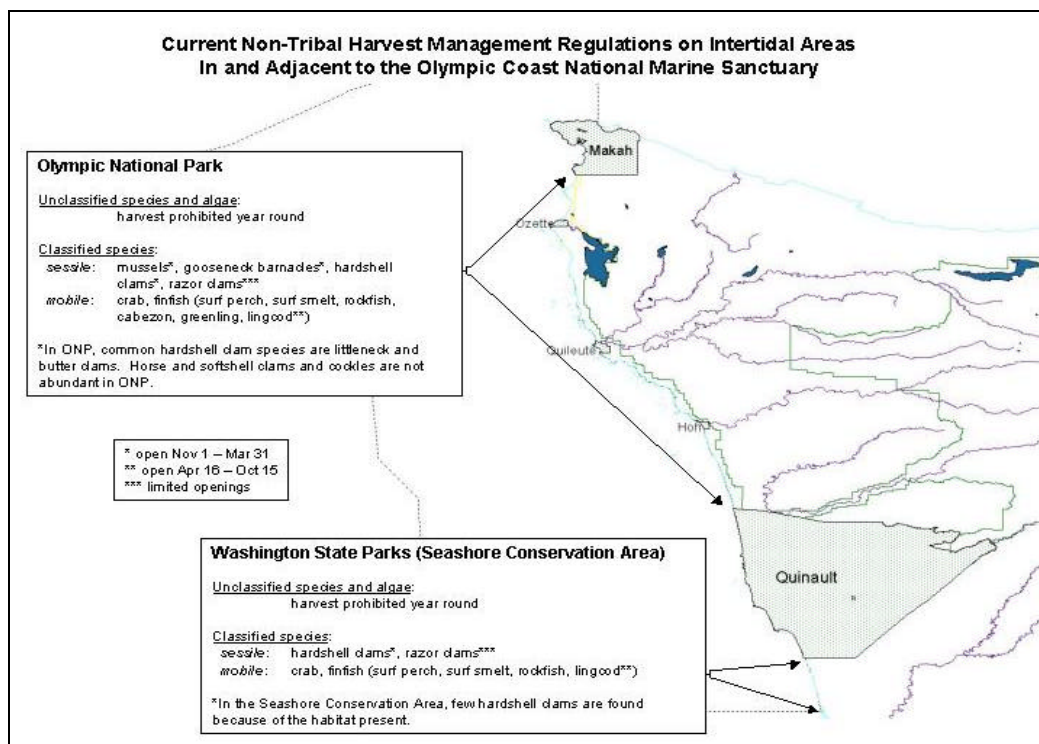 Current Non-Tribal Harvest Management Regulations on Intertidal Areas
In and Adjacent to the Olympic Coast National Marine Sanctuary
Olympic National Park
Unclassified species and algae:
harvest prohibited year round
Classified species:
sessile: mussels*, gooseneck barnacles*, hardshell
clams*, razor clams***
mobile: crab, finfish (surf perch, surf smelt, rockfish,
cabezon, greenling, lingcod**)
*In ONP, common hardshell clam species are littleneck and
butter clams. Horse and softshell clams and cockles are not
abundant in ONP.
* open Nov 1 – Mar 31
** open Apr 16 – Oct 15
*** limited openings
Washington State Parks (Seashore Conservation Area)
Unclassified species and algae:
harvest prohibited year round
Classified species:
sessile: hardshell clams*, razor clams***
mobile: crab, finfish (surf perch, surf smelt, rockfish, lingcod**)
*In the Seashore Conservation Area, few hardshell clams are found
because of the habitat present.
Makah
Ozette
Quileute
Hoh
Quinault